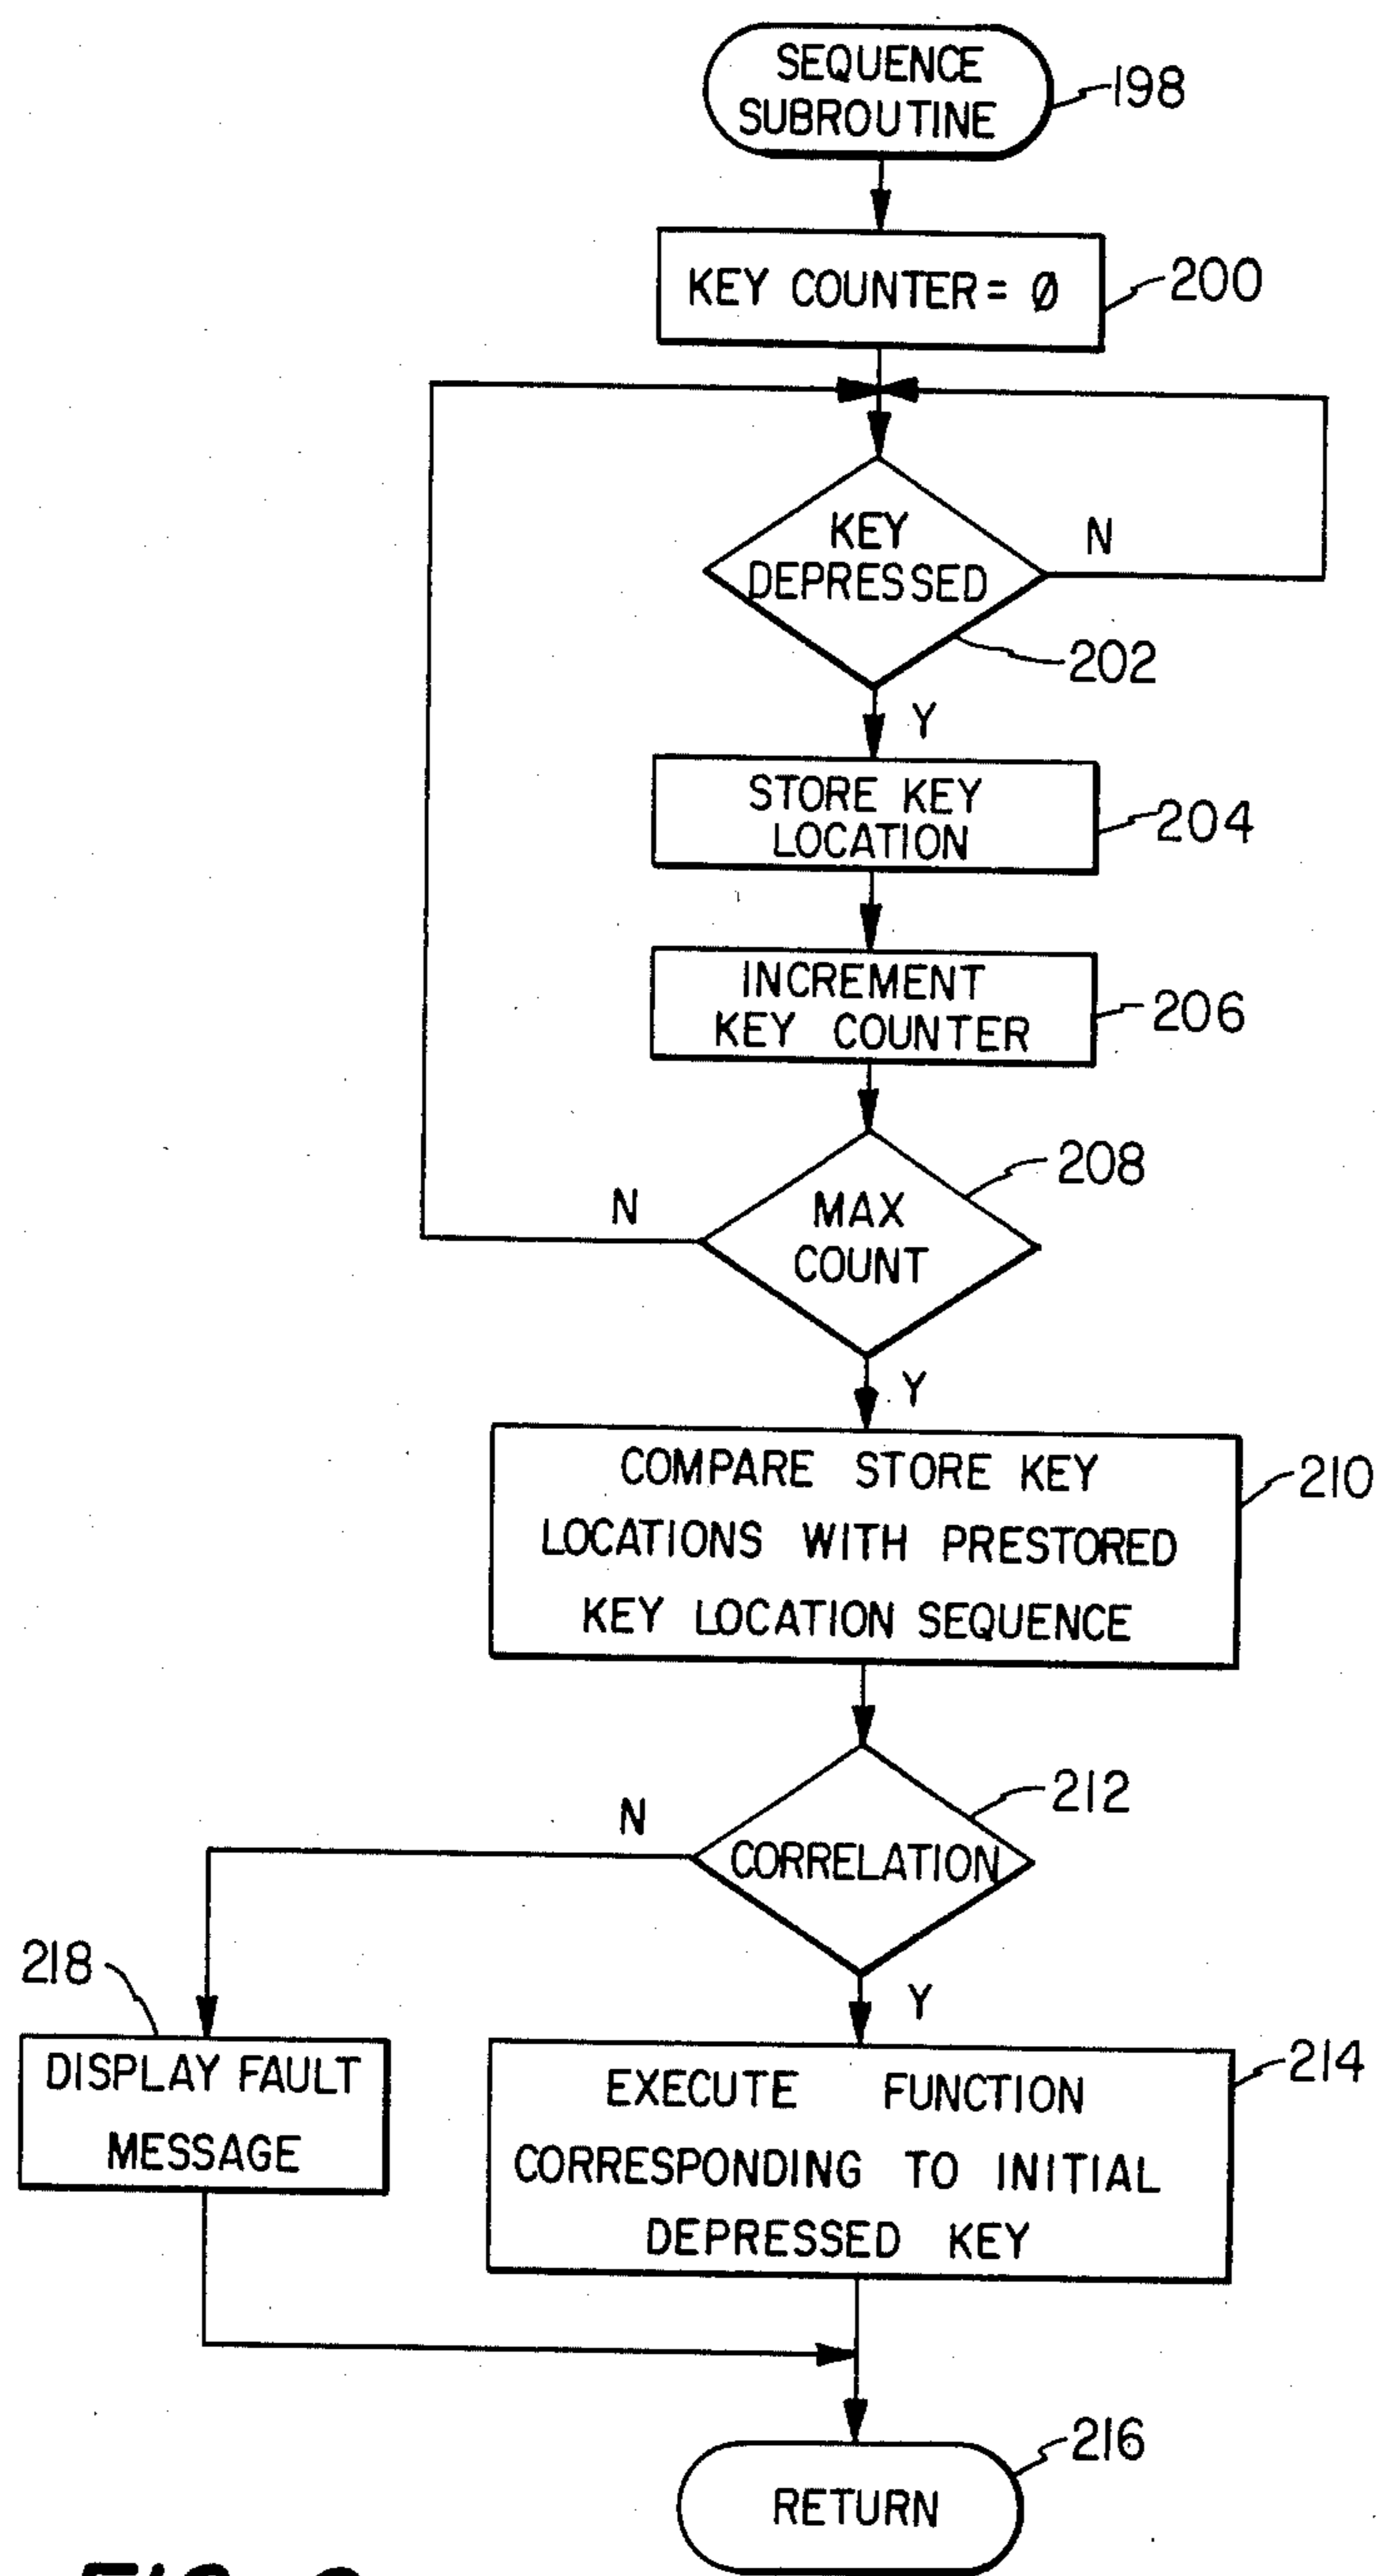 SEQUENCE
SUBROUTINE
198
KEY COUNTER = Ø
200
KEY
DEPRESSED
N
202
Y
STORE KEY
LOCATION
204
INCREMENT
KEY COUNTER
206
208
MAX
COUNT
N
Y
COMPARE STORE KEY
LOCATIONS WITH PRESTORED
KEY LOCATION SEQUENCE
210
212
N
CORRELATION
Y
218
DISPLAY FAULT
MESSAGE
214
EXECUTE FUNCTION
CORRESPONDING TO INITIAL
DEPRESSED KEY
216
RETURN